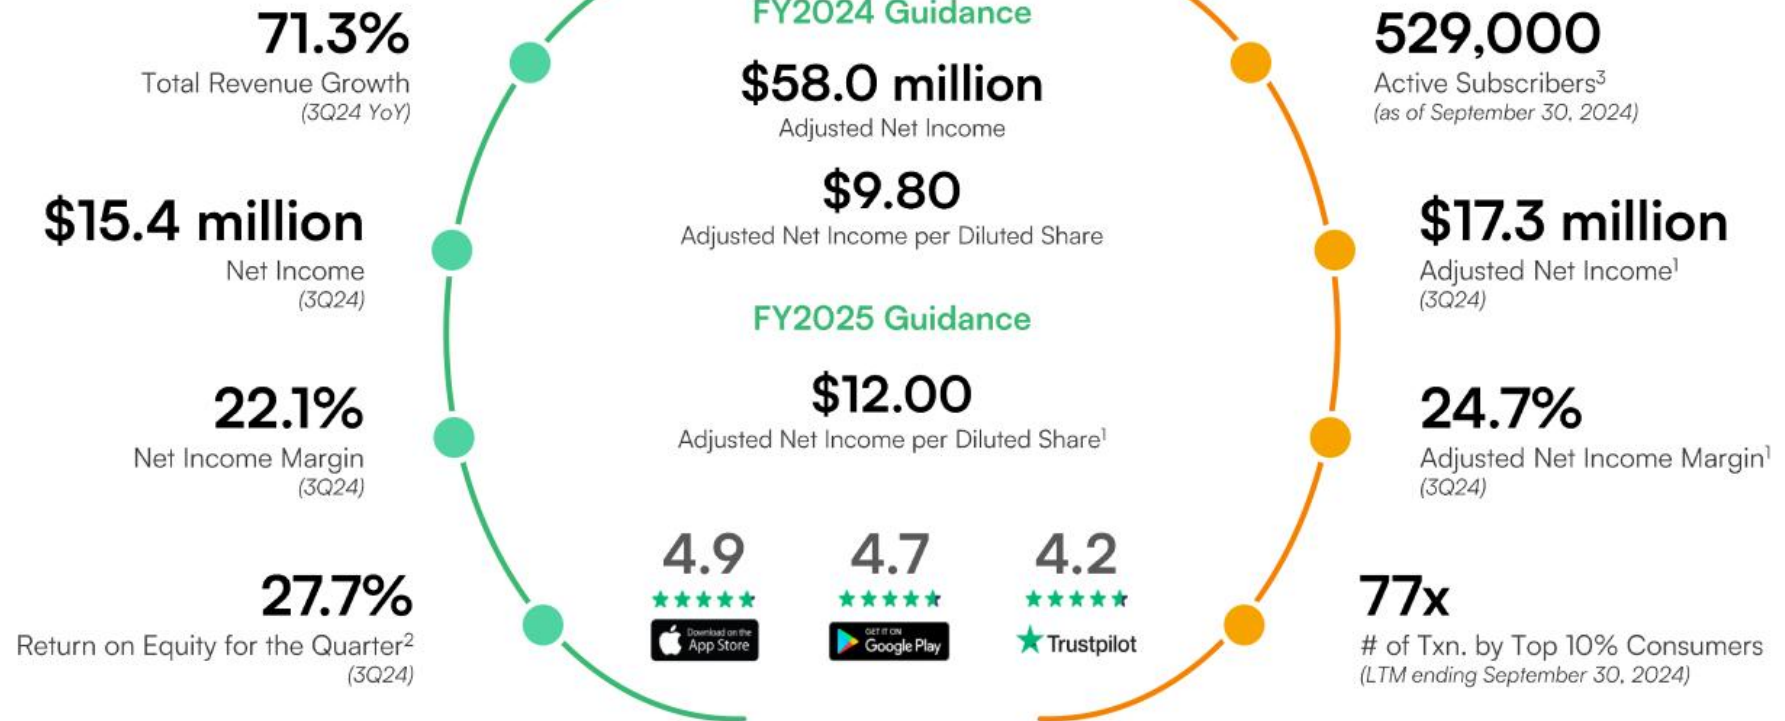 71.3%
Total Revenue Growth
(3Q24 YoY)
$15.4 million
Net Income
(3Q24)
22.1%
Net Income Margin
(3Q24)
27.7%
Return on Equity for the Quarter²
(3Q24)
FY2024 Guidance
$58.0 million
Adjusted Net Income
$9.80
Adjusted Net Income per Diluted Share
FY2025 Guidance
$12.00
Adjusted Net Income per Diluted Share¹
4.9 4.7 4.2
Download on the
App Store
GET IT ON
Google Play
Trustpilot
529,000
Active Subscribers³
(as of September 30, 2024)
$17.3 million
Adjusted Net Income¹
(3Q24)
24.7%
Adjusted Net Income Margin¹
(3Q24)
77x
# of Txn. by Top 10% Consumers
(LTM ending September 30, 2024)